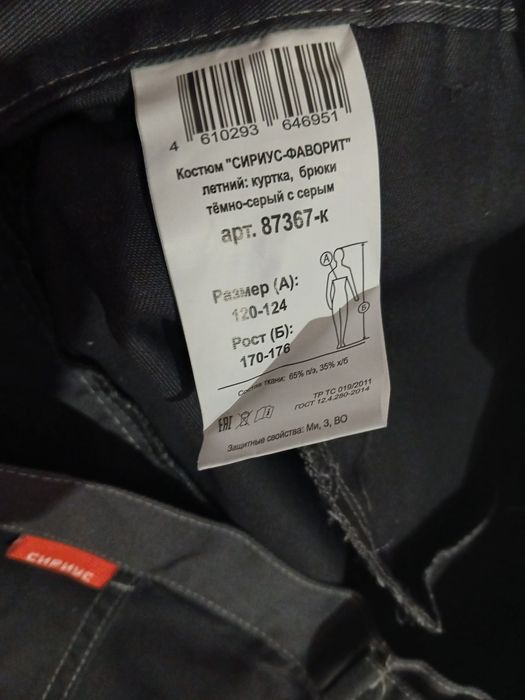 4 610293 646951
Костюм "СИРИУС-ФАВОРИТ"
летний: куртка, брюки
тёмно-серый с серым
арт. 87367-к
Размер (А):
120-124
Рост (Б):
170-176
А
Б
Состав ткани: 65% п/э, 35% х/б
ТР ТС 019/2011
ГОСТ 12.4.280-2014
EAC
Защитные свойства: Ми, З, ВО
СИРИУС